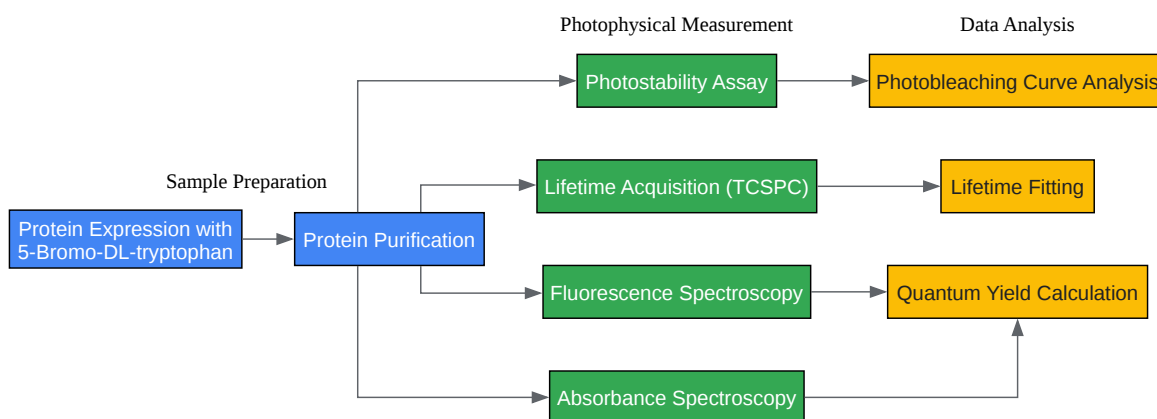 Photophysical Measurement
Data Analysis
Photostability Assay
Photobleaching Curve Analysis
Sample Preparation
Lifetime Acquisition (TCSPC)
Lifetime Fitting
Protein Expression with
5-Bromo-DL-tryptophan
Protein Purification
Fluorescence Spectroscopy
Quantum Yield Calculation
Absorbance Spectroscopy